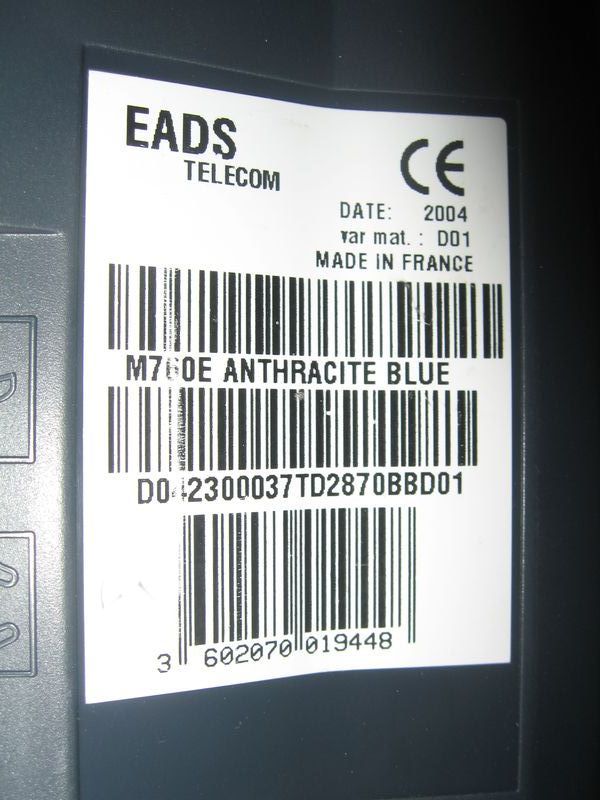 EADS
TELECOM
CE
DATE: 2004
var mat. : D01
MADE IN FRANCE
ANTHRACITE BLUE
3 602070 019448